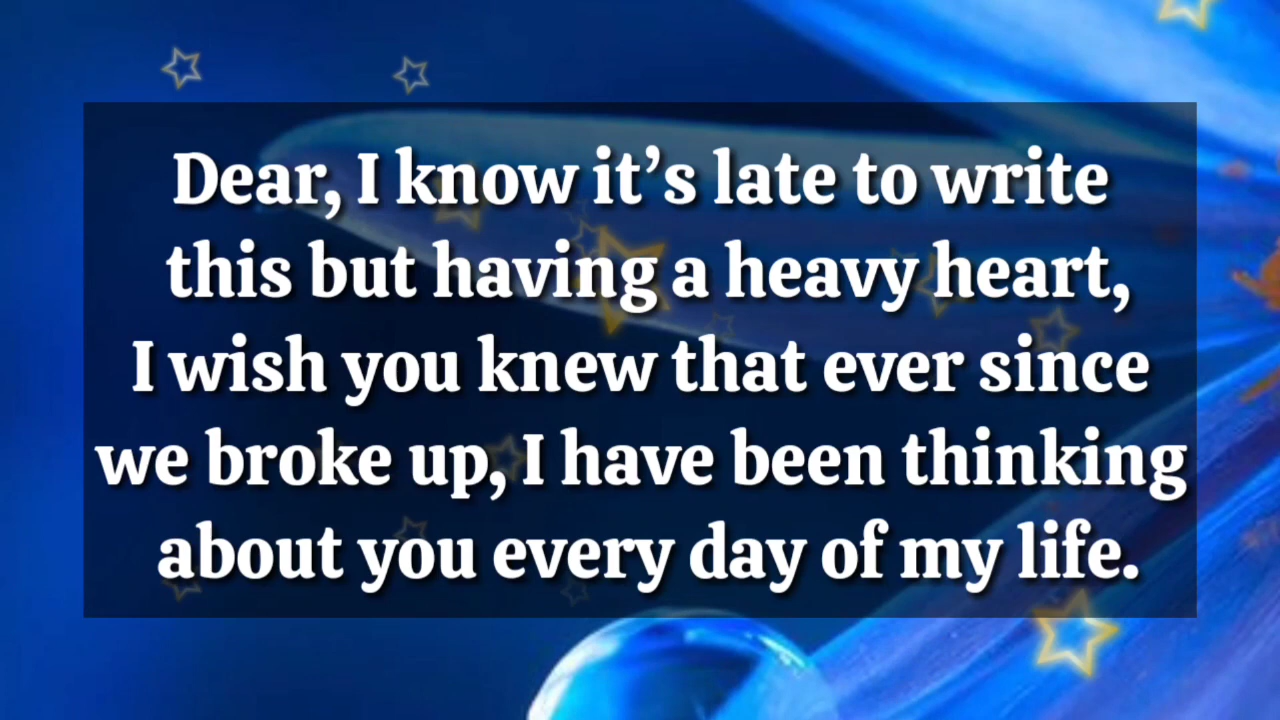 Dear, I know it’s late to write
this but having a heavy heart,
I wish you knew that ever since
we broke up, I have been thinking
about you every day of my life.